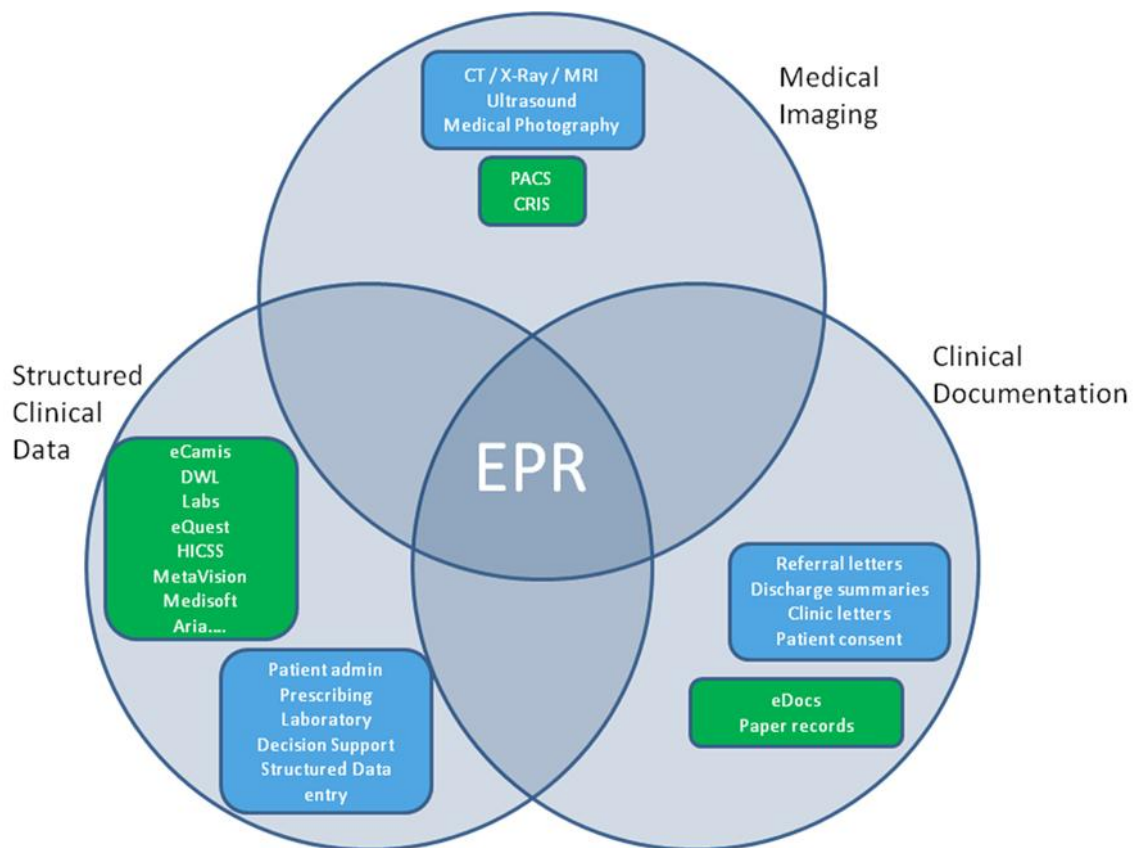 CT / X-Ray / MRI
Ultrasound
Medical Photography
PACS
CRIS
Medical
Imaging
Structured
Clinical
Data
Clinical
Documentation
EPR
eCamis
DWL
Labs
eQuest
HICSS
MetaVision
Medisoft
Aria....
Patient admin
Prescribing
Laboratory
Decision Support
Structured Data
entry
Referral letters
Discharge summaries
Clinic letters
Patient consent
eDocs
Paper records